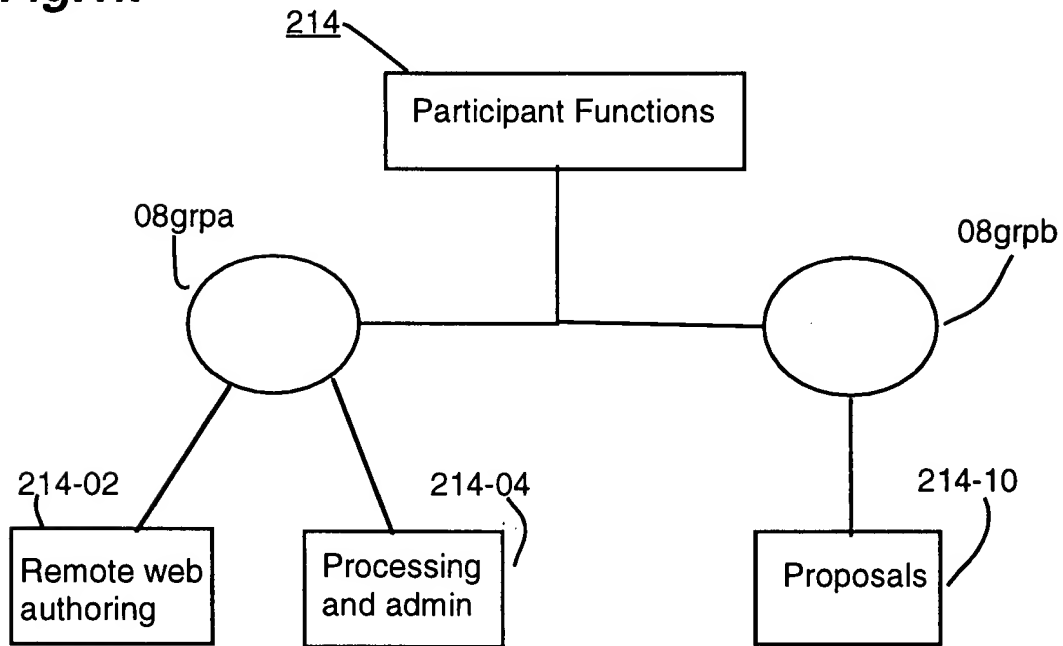 214
Participant Functions
08grpa
08grpb
214-02
214-04
214-10
Remote web
authoring
Processing
and admin
Proposals